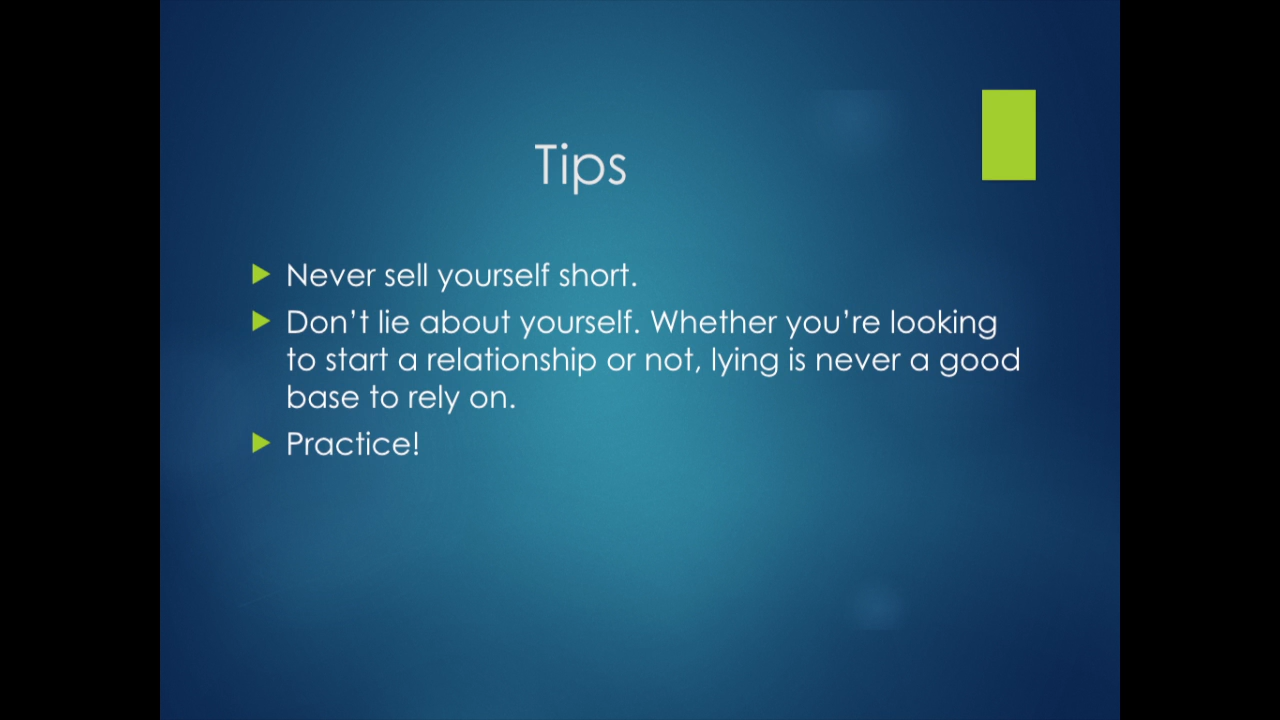 Tips
Never sell yourself short.
Don’t lie about yourself. Whether you’re looking
to start a relationship or not, lying is never a good
base to rely on.
Practice!